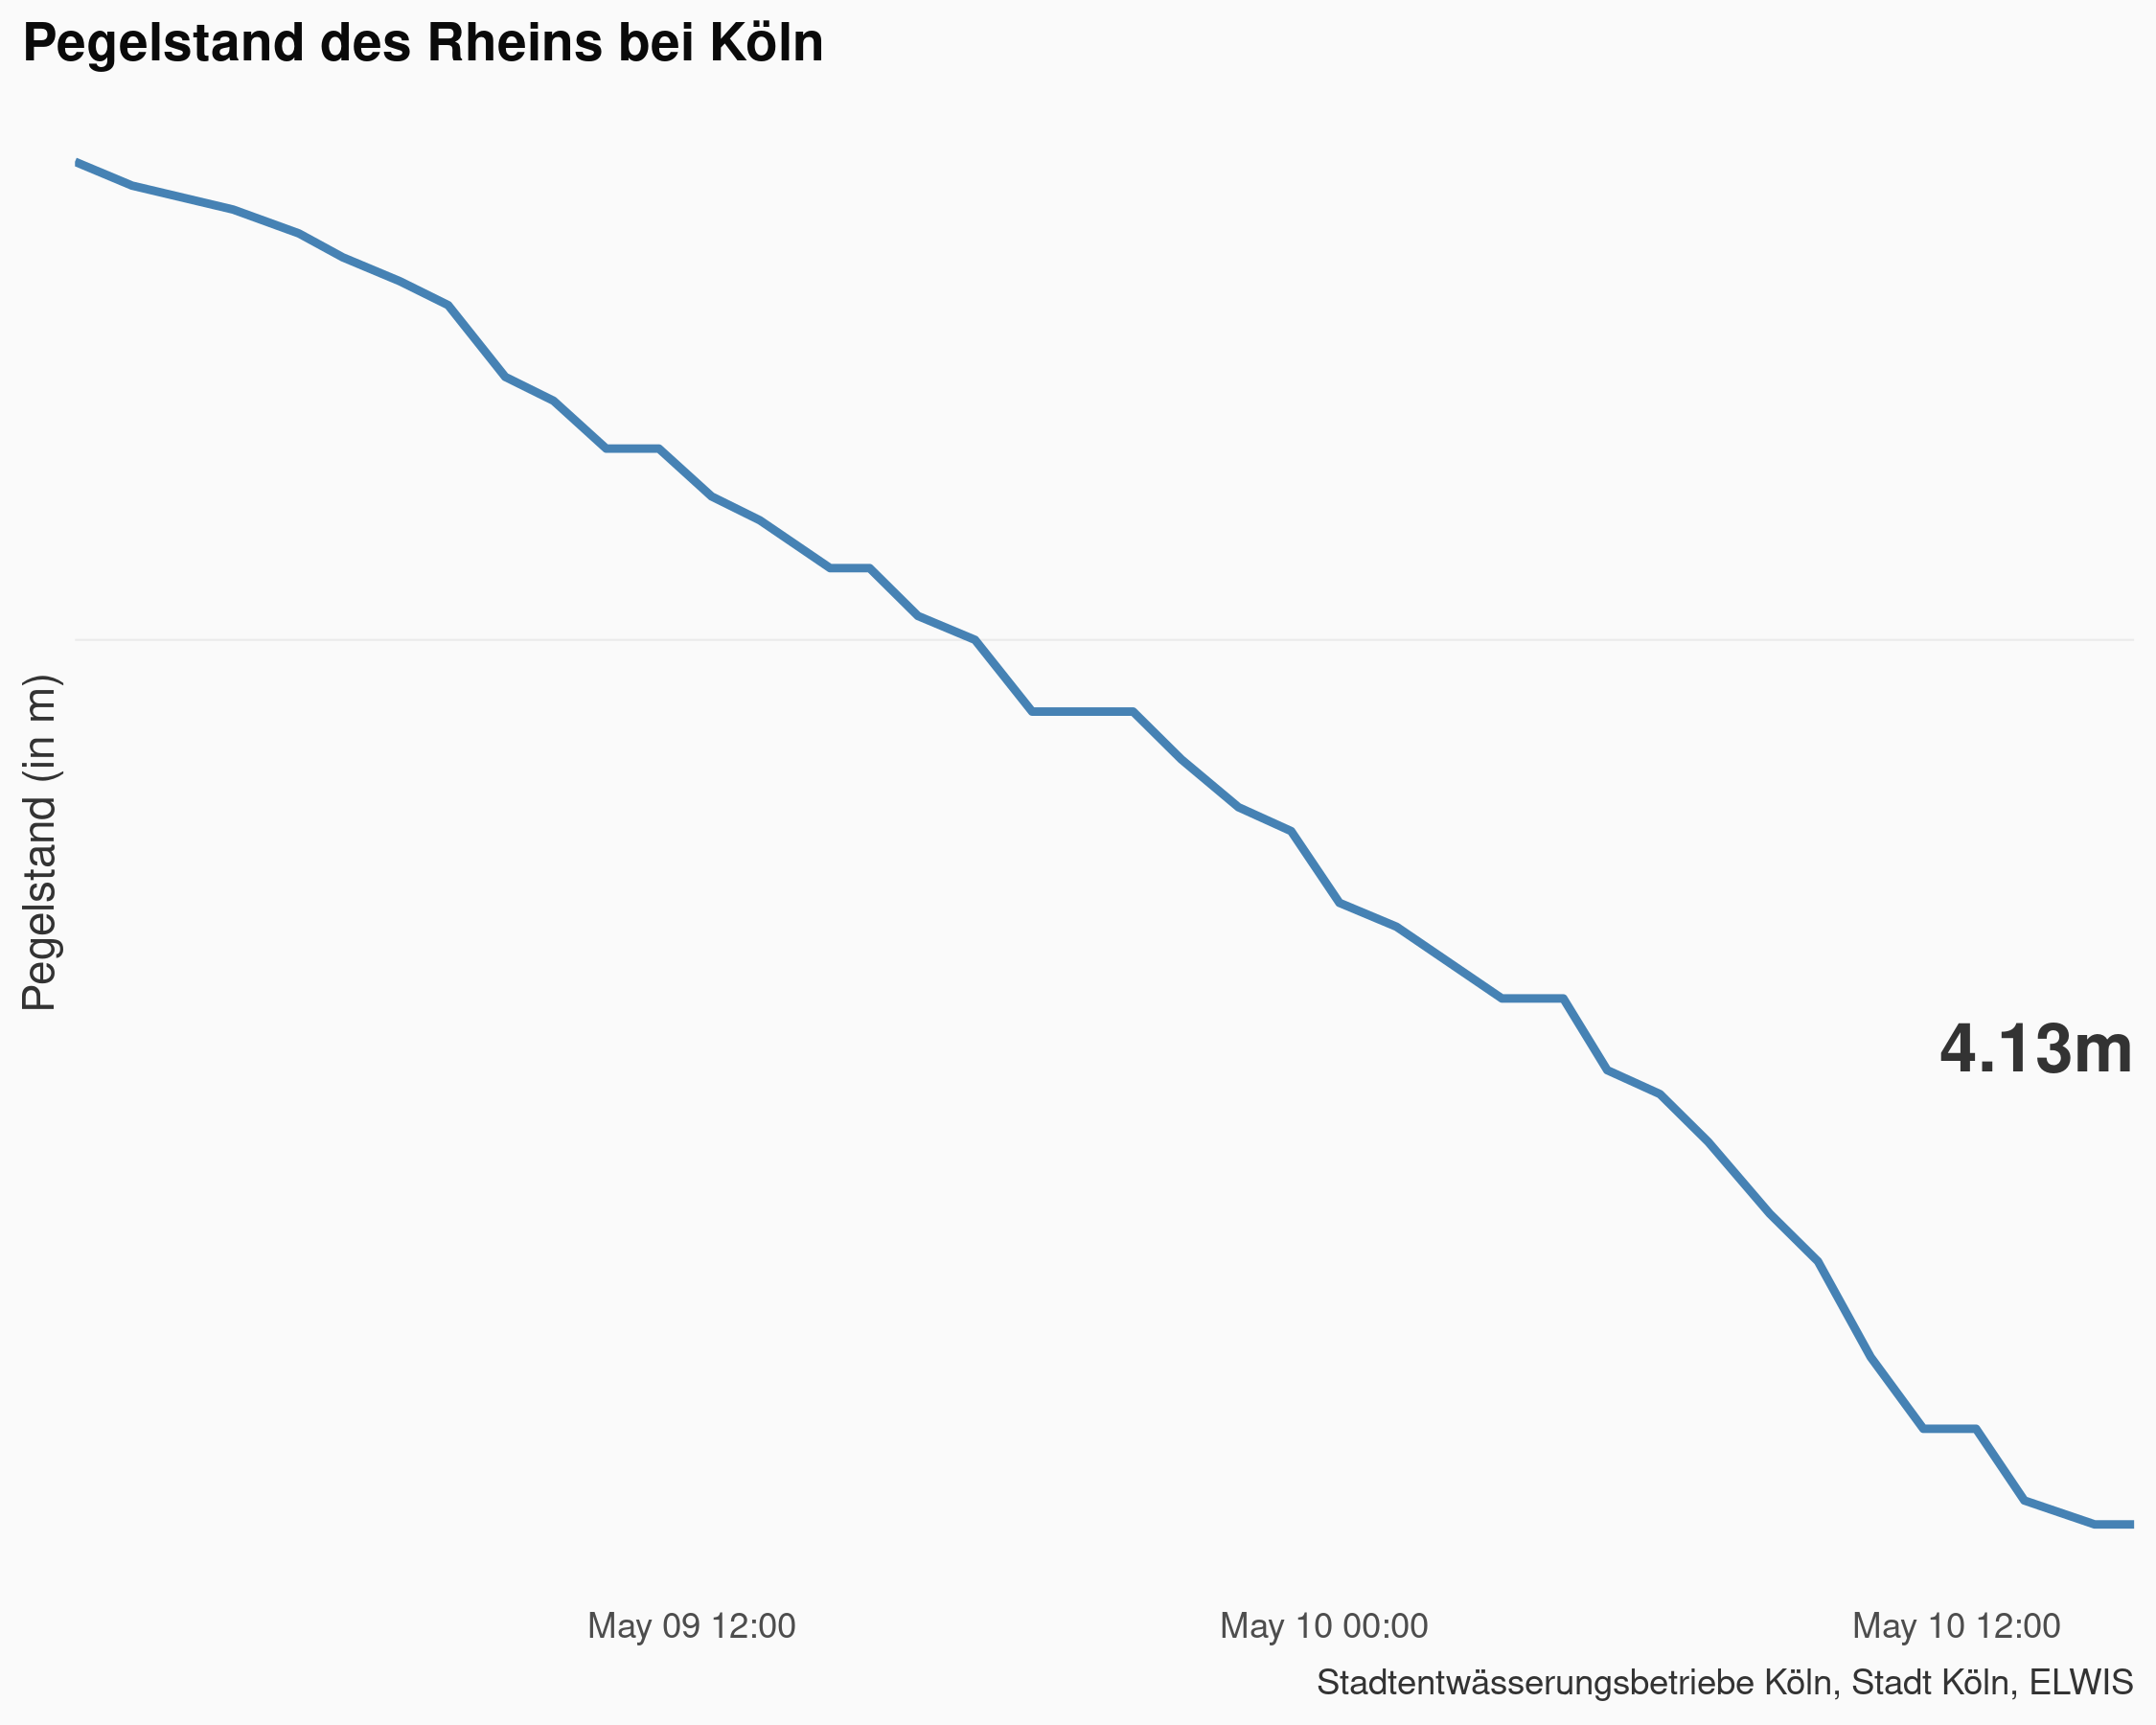 Pegelstand des Rheins bei Köln
Pegelstand (in m)
4.13m
May 09 12:00
May 10 00:00
May 10 12:00
Stadtentwässerungsbetriebe Köln, Stadt Köln, ELWIS